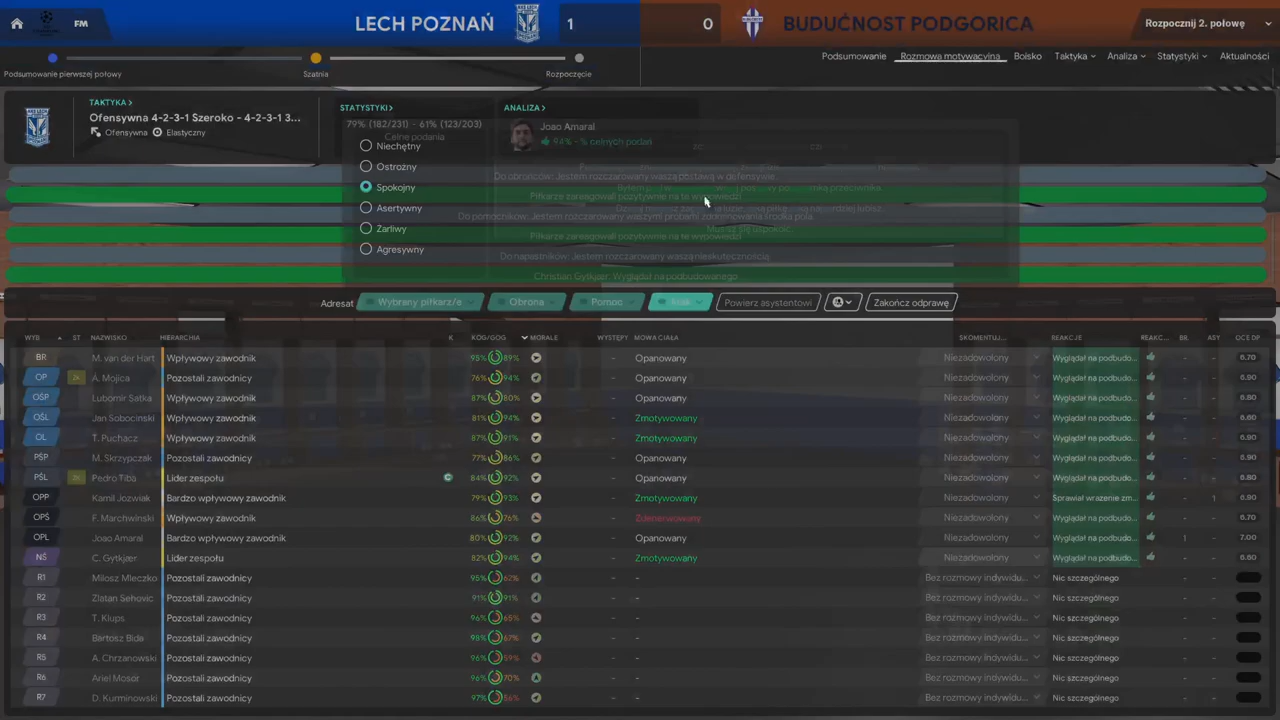 FM
LECH POZNAŃ
1
0
BUDUĆNOST PODGORICA
Rozpocznij 2. połowę
Podsumowanie pierwszej połowy
Szatnia
Rozpoczęcie
Podsumowanie
Rozmowa motywacyjna
Boisko
Taktyka
Analiza
Statystyki
Aktualności
TAKTYKA
Ofensywna 4-2-3-1 Szeroko - 4-2-3-1 3...
Ofensywna
Elastyczny
STATYSTYKI
79% (182/231) - 61% (123/203)
Celne podania
ANALIZA
Joao Amaral
94% - % celnych podań
Niechętny
Ostrożny
Spokojny
Asertywny
Żarliwy
Agresywny
Do obrońców: Jestem rozczarowany waszą postawą w defensywie.
Piłkarze zareagowali pozytywnie na te wypowiedzi
Do pomocników: Jestem rozczarowany waszymi próbami zdominowania środka pola
Piłkarze zareagowali pozytywnie na te wypowiedzi
Musisz się uspokoić.
Do napastników: Jestem rozczarowany waszą nieskutecznością
Christian Gytkjær: Wyglądał na podbudowanego.
Adresat
Wybrany piłkarz/e
Obrona
Pomoc
Atak
Powierz asystentowi
Zakończ odprawę
WYB ST NAZWISKO HIERARCHIA K KOG/GOG MORALE WYSTĘPY MOWA CIAŁA SKOMENTUJ... REAKCJE REAKC... BR. ASY OCE DP
BR M. van der Hart Wpływowy zawodnik 95% 89% - Opanowany Niezadowolony Wyglądał na podbudo... - - 6.70
OP 2k Á. Mojica Pozostali zawodnicy 76% 94% - Opanowany Niezadowolony Wyglądał na podbudo... - - 6.90
OŚP Lubomir Satka Wpływowy zawodnik 87% 80% - Opanowany Niezadowolony Wyglądał na podbudo... - - 6.80
OŚL Jan Sobocinski Wpływowy zawodnik 81% 94% - Zmotywowany Niezadowolony Wyglądał na podbudo... - - 6.60
OL T. Puchacz Wpływowy zawodnik 87% 91% - Zmotywowany Niezadowolony Wyglądał na podbudo... - - 6.90
PŚP M. Skrzypczak Pozostali zawodnicy 77% 86% - Opanowany Niezadowolony Wyglądał na podbudo... - - 6.90
PŚL Pedro Tiba Lider zespołu C 84% 92% - Opanowany Niezadowolony Wyglądał na podbudo... - - 6.80
OPP Kamil Jozwiak Bardzo wpływowy zawodnik 79% 93% - Zmotywowany Niezadowolony Sprawiał wrażenie zm... - 1 6.90
OPŚ F. Marchwinski Wpływowy zawodnik 86% 76% - Zdenerwowany Niezadowolony Wyglądał na podbudo... - - 6.70
OPL Joao Amaral Bardzo wpływowy zawodnik 80% 92% - Opanowany Niezadowolony Wyglądał na podbudo... 1 - 7.00
NŚ C. Gytkjær Lider zespołu 82% 94% - Zmotywowany Niezadowolony Wyglądał na podbudo... - - 6.60
R1 Milosz Mleczko Pozostali zawodnicy 95% 62% - - Bez rozmowy indywidu... Nic szczególnego - -
R2 Zlatan Sehovic Pozostali zawodnicy 91% 91% - - Bez rozmowy indywidu... Nic szczególnego - -
R3 T. Klups Pozostali zawodnicy 96% 65% - - Bez rozmowy indywidu... Nic szczególnego - -
R4 Bartosz Bida Pozostali zawodnicy 98% 67% - - Bez rozmowy indywidu... Nic szczególnego - -
R5 A. Chrzanowski Pozostali zawodnicy 96% 59% - - Bez rozmowy indywidu... Nic szczególnego - -
R6 Ariel Mosór Pozostali zawodnicy 96% 70% - - Bez rozmowy indywidu... Nic szczególnego - -
R7 D. Kurminowski Pozostali zawodnicy 97% 56% - - Bez rozmowy indywidu... Nic szczególnego - -